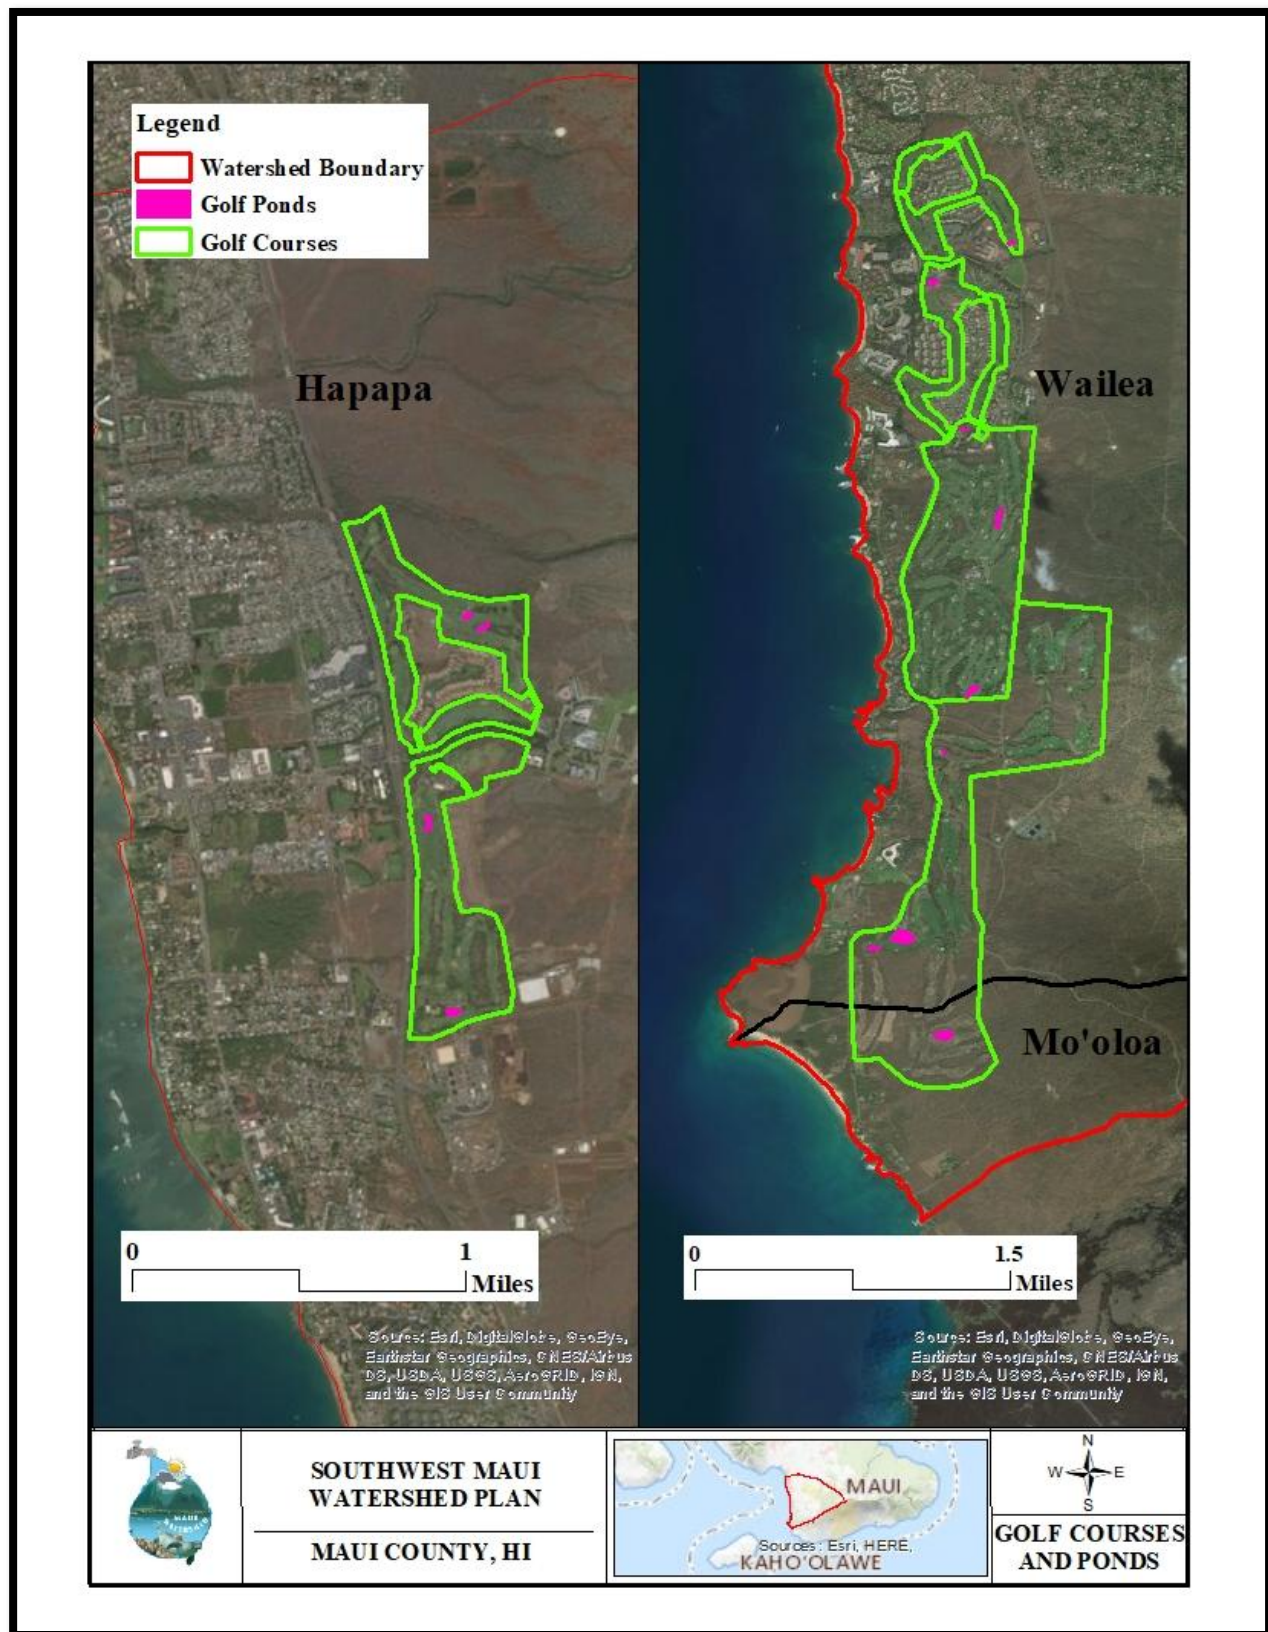 Legend
Watershed Boundary
Golf Ponds
Golf Courses
Hapapa
Wailea
Mo'oloa
0 1
Miles
0 1.5
Miles
Source: Esri, DigitalGlobe, GeoEye,
Earthstar Geographics, CNES/Airbus
DS, USDA, USGS, AeroGRID, IGN,
and the GIS User Community
Source: Esri, DigitalGlobe, GeoEye,
Earthstar Geographics, CNES/Airbus
DS, USDA, USGS, AeroGRID, IGN,
and the GIS User Community
MAUI
SOUTHWEST MAUI
WATERSHED PLAN
MAUI COUNTY, HI
MAUI
Sources: Esri, HERE,
KAHO'OLAWE
N
W E
S
GOLF COURSES
AND PONDS